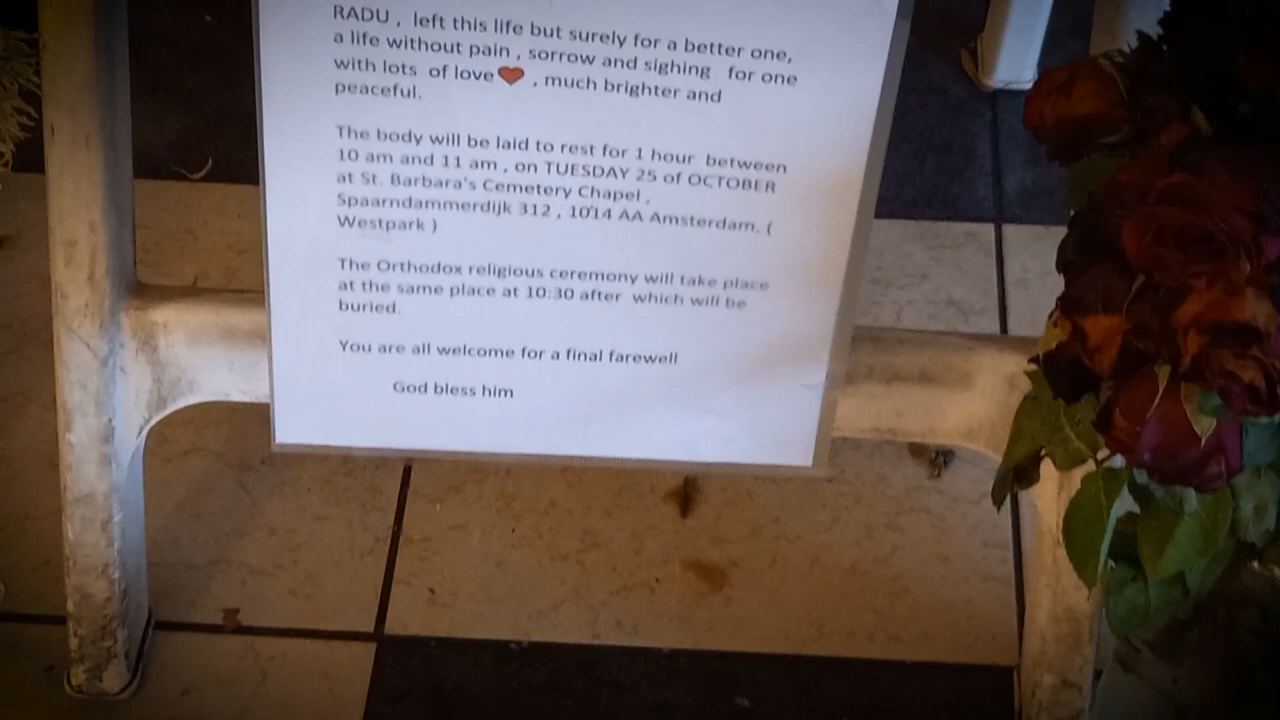 RADU , left this life but surely for a better one,
a life without pain , sorrow and sighing for one
with lots of love❤️ , much brighter and
peaceful.
The body will be laid to rest for 1 hour between
10 am and 11 am , on TUESDAY 25 of OCTOBER
at St. Barbara's Cemetery Chapel ,
Spaarndammerdijk 312 , 1014 AA Amsterdam. (
Westpark )
The Orthodox religious ceremony will take place
at the same place at 10:30 after which will be
buried.
You are all welcome for a final farewell
God bless him